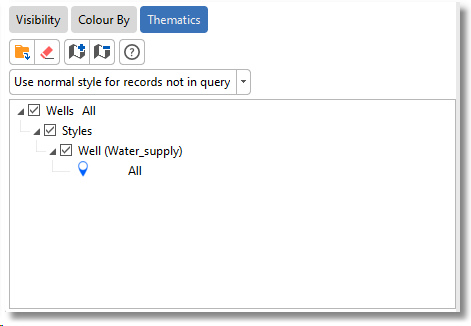 Visibility Colour By Thematics
Use normal style for records not in query
Wells All
Styles
Well (Water_supply)
All